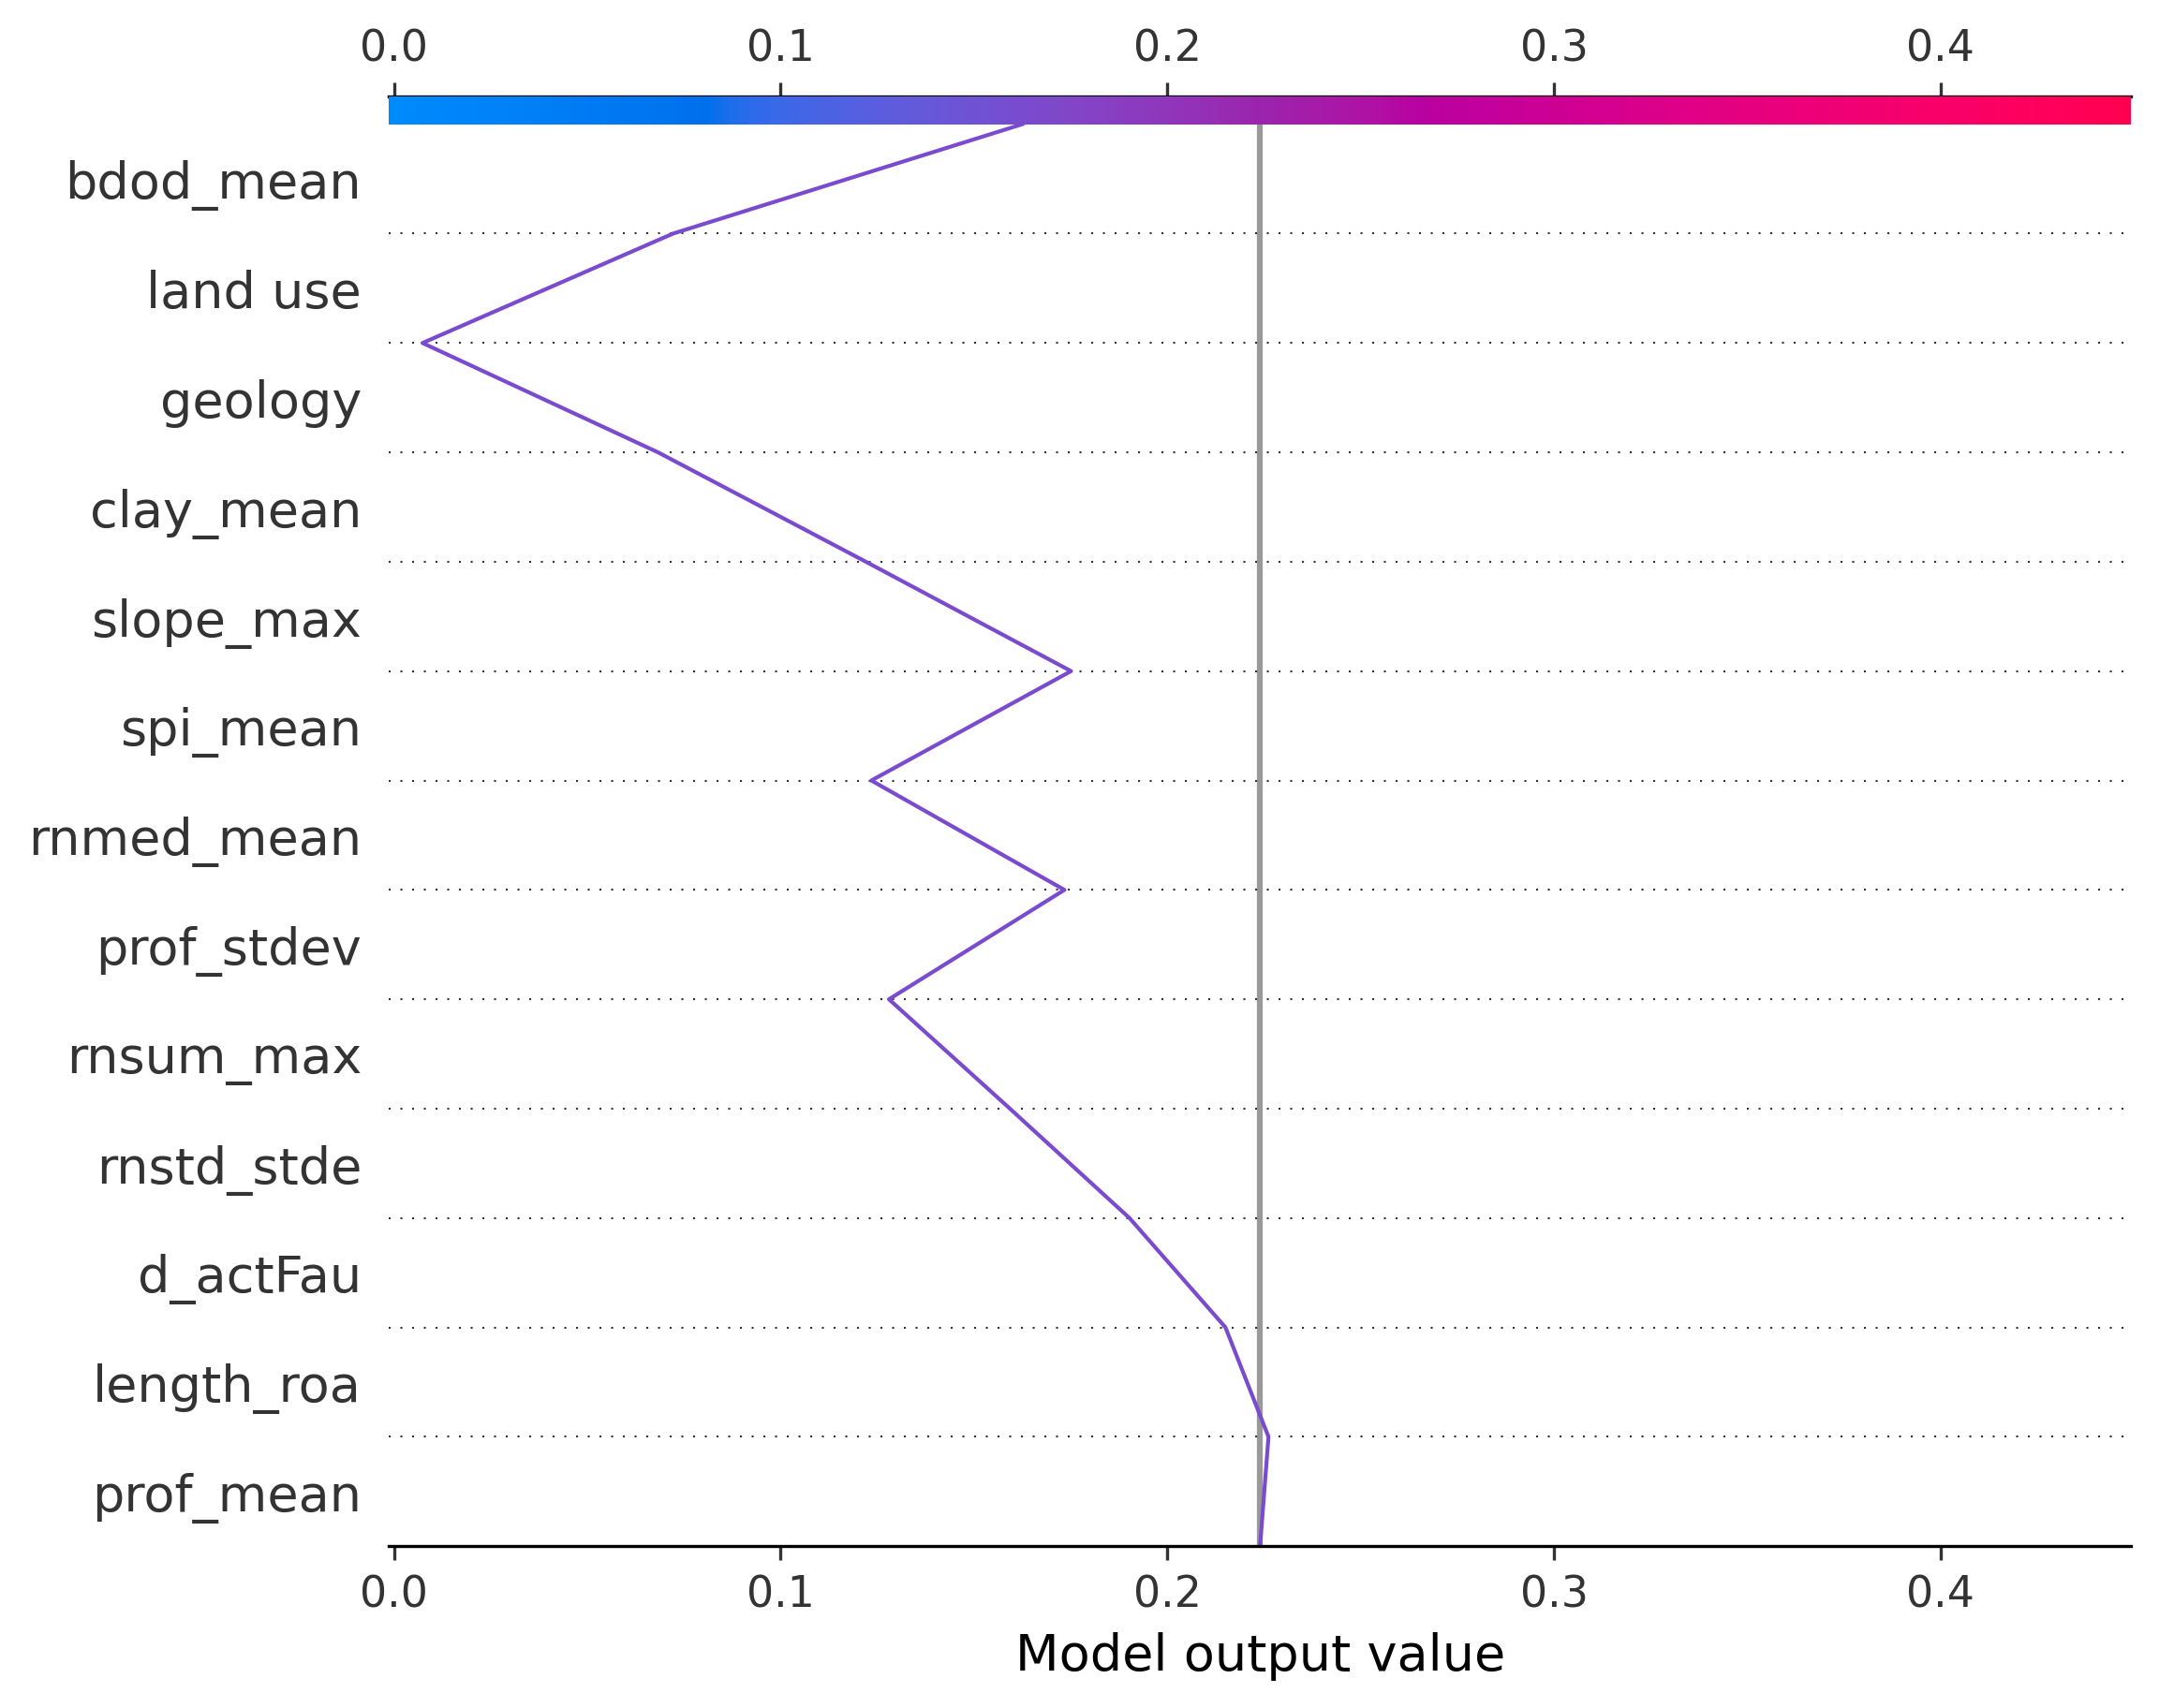 0.0 0.1 0.2 0.3 0.4
bdod_mean
land use
geology
clay_mean
slope_max
spi_mean
rnmed_mean
prof_stdev
rnsum_max
rnstd_stde
d_actFau
length_roa
prof_mean
0.0 0.1 0.2 0.3 0.4
Model output value